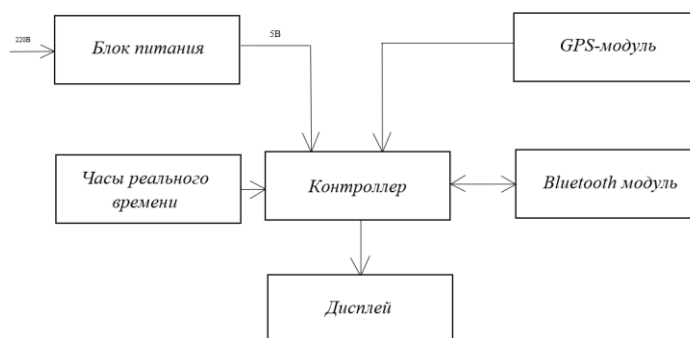 220В
Блок питания
5В
GPS-модуль
Часы реального
времени
Контроллер
Bluetooth модуль
Дисплей